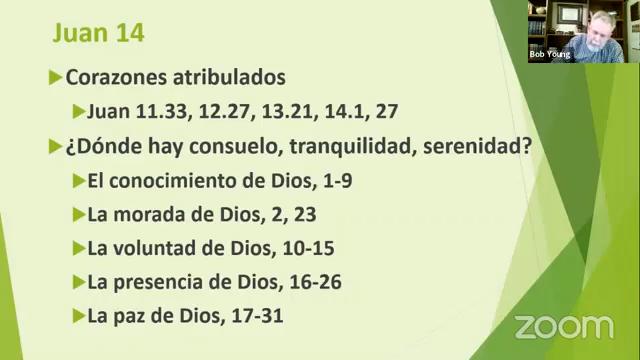 Juan 14
Corazones atribulados
Juan 11.33, 12.27, 13.21, 14.1, 27
¿Dónde hay consuelo, tranquilidad, serenidad?
El conocimiento de Dios, 1-9
La morada de Dios, 2, 23
La voluntad de Dios, 10-15
La presencia de Dios, 16-26
La paz de Dios, 17-31
Bob Young
zoom